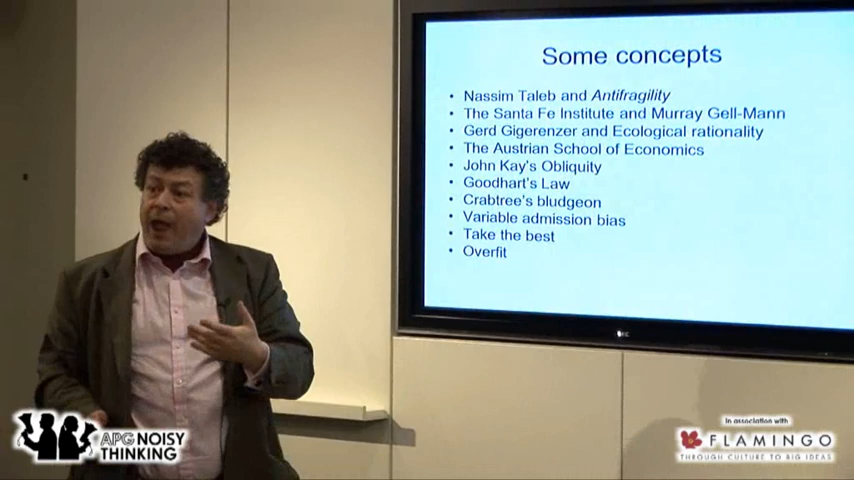 Some concepts
• Nassim Taleb and Antifragility
• The Santa Fe Institute and Murray Gell-Mann
• Gerd Gigerenzer and Ecological rationality
• The Austrian School of Economics
• John Kay's Obliquity
• Goodhart's Law
• Crabtree's bludgeon
• Variable admission bias
• Take the best
• Overfit
APG NOISY
THINKING
In association with
FLAMINGO
THROUGH CULTURE TO BIG IDEAS